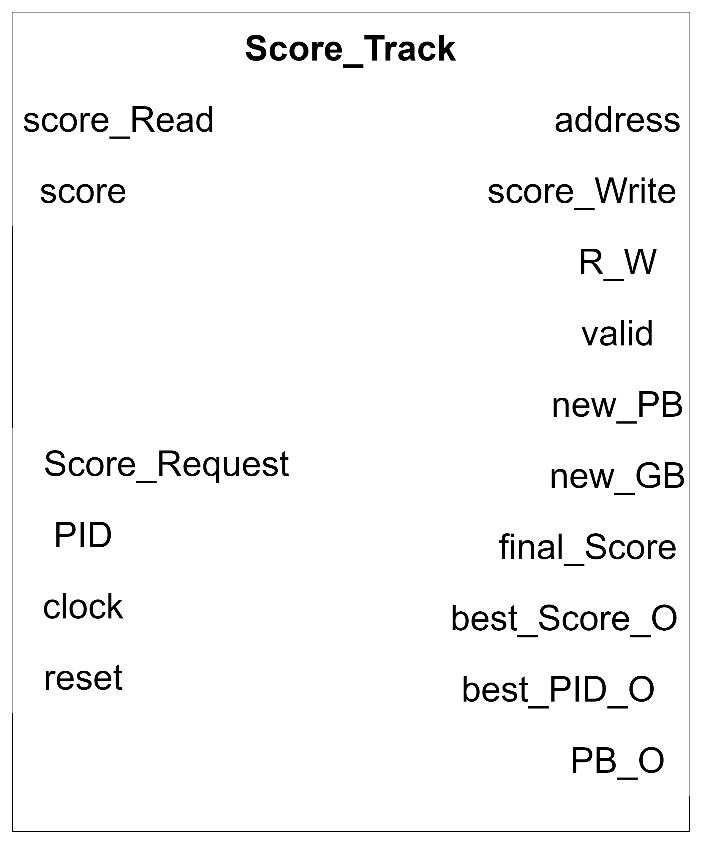 Score_Track
score_Read
address
score
score_Write
R_W
valid
new_PB
Score_Request
new_GB
PID
final_Score
clock
best_Score_O
reset
best_PID_O
PB_O